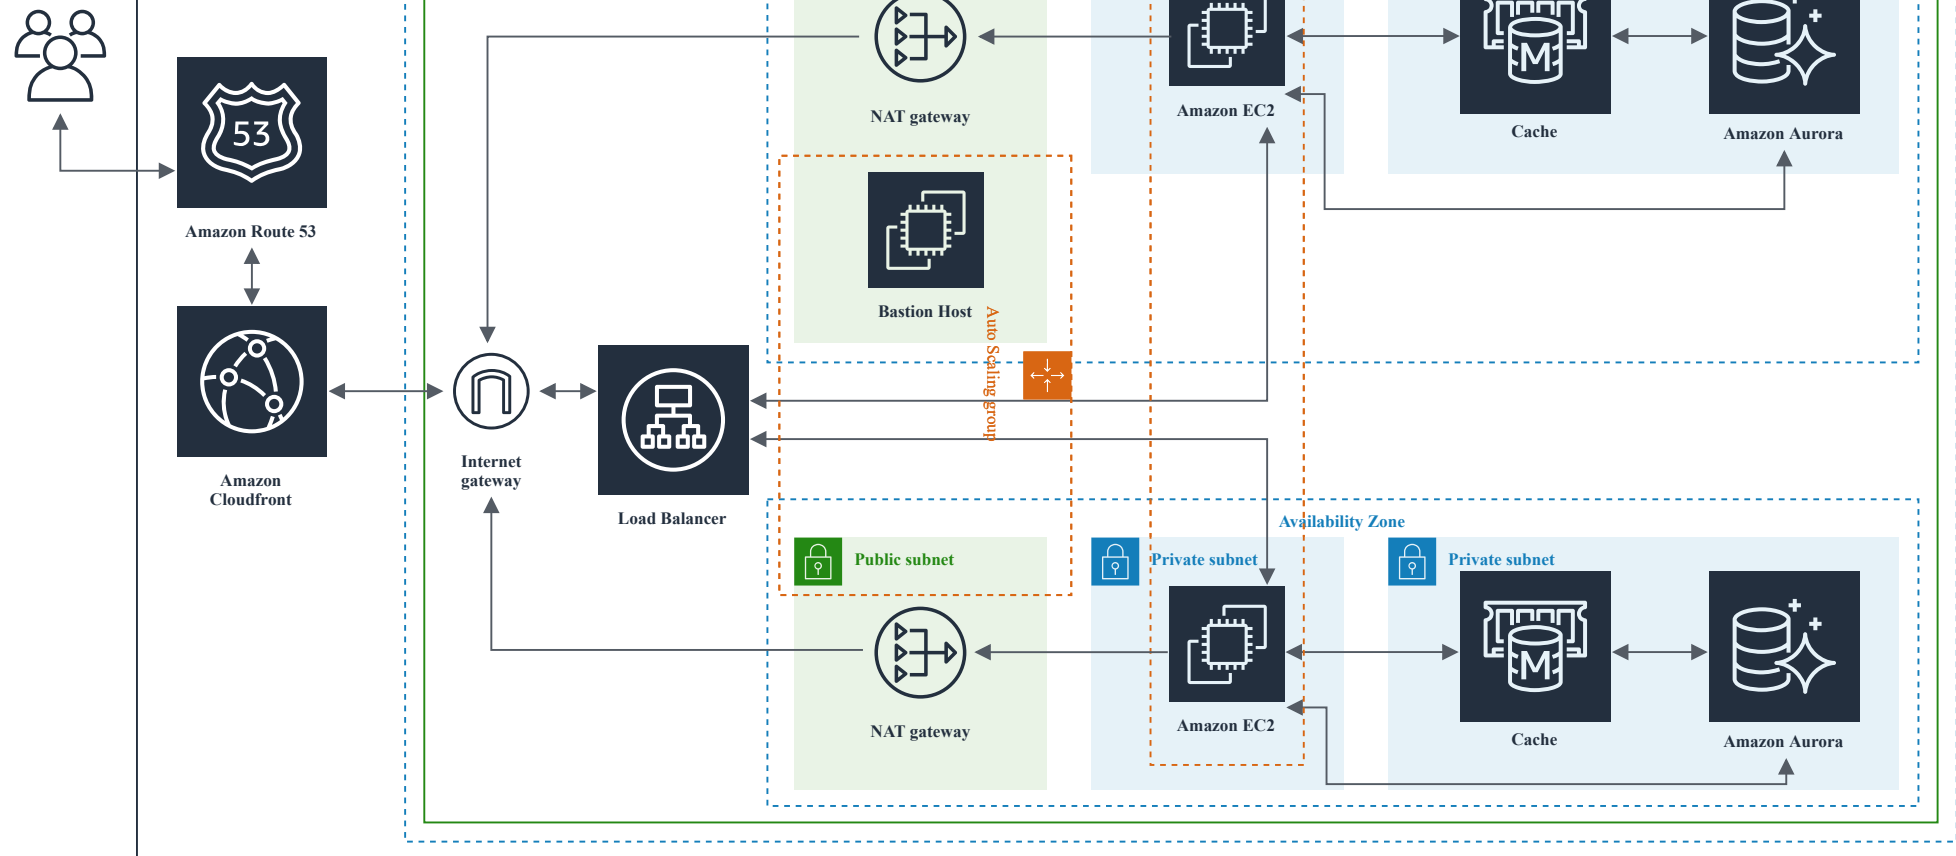 NAT gateway
Amazon EC2
M
Cache
Amazon Aurora
53
Amazon Route 53
Bastion Host
Auto Scaling group
Amazon
Cloudfront
Internet
gateway
Load Balancer
Availability Zone
Public subnet
Private subnet
Private subnet
NAT gateway
Amazon EC2
M
Cache
Amazon Aurora